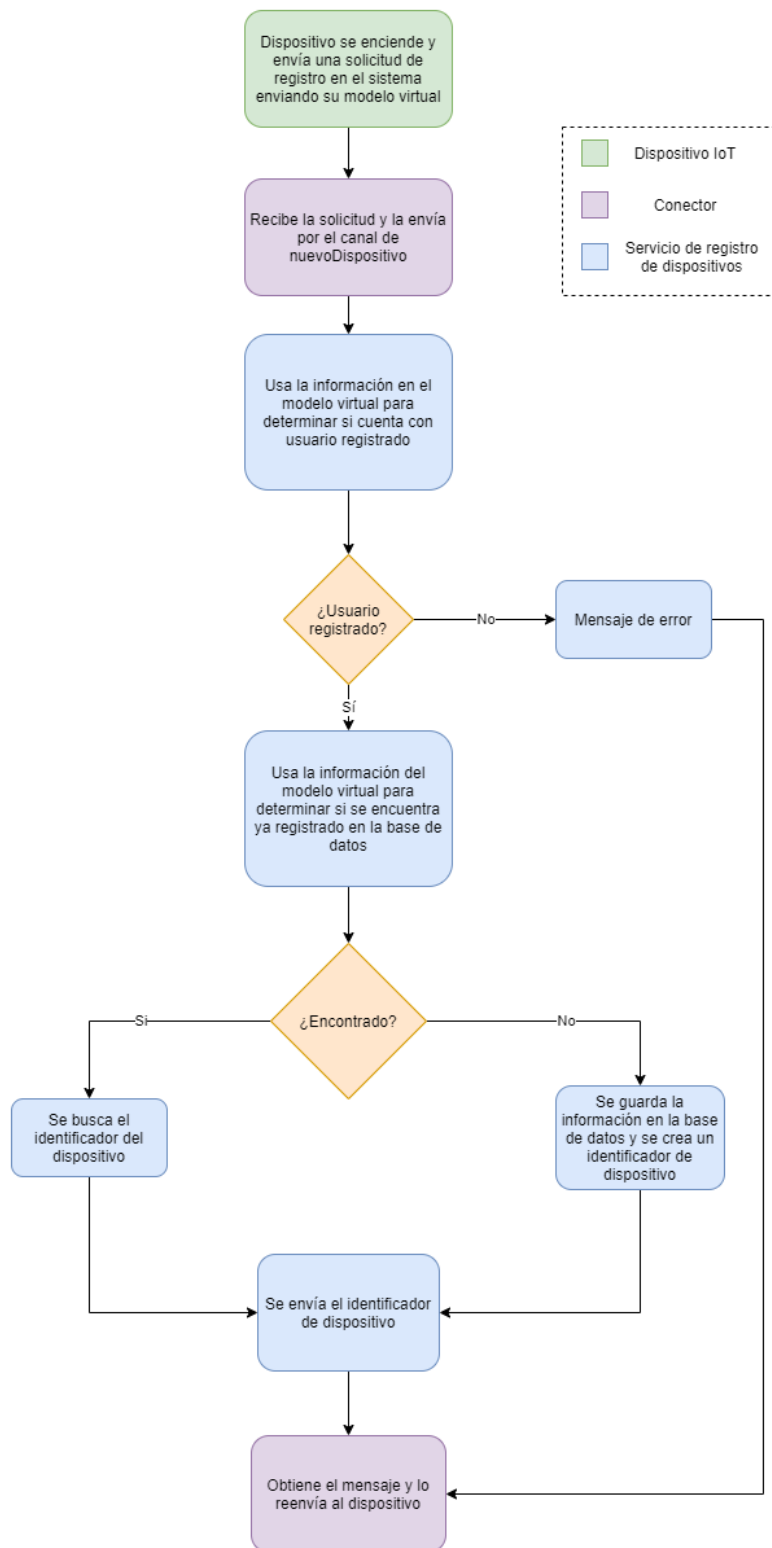 Dispositivo se enciende y
envía una solicitud de
registro en el sistema
enviando su modelo virtual
Dispositivo IoT
Conector
Servicio de registro
de dispositivos
Recibe la solicitud y la envía
por el canal de
nuevoDispositivo
Usa la información en el
modelo virtual para
determinar si cuenta con
usuario registrado
¿Usuario
registrado?
No
Mensaje de error
Sí
Usa la información del
modelo virtual para
determinar si se encuentra
ya registrado en la base de
datos
¿Encontrado?
Si
No
Se busca el
identificador del
dispositivo
Se guarda la
información en la base
de datos y se crea un
identificador de
dispositivo
Se envía el identificador
de dispositivo
Obtiene el mensaje y lo
reenvía al dispositivo